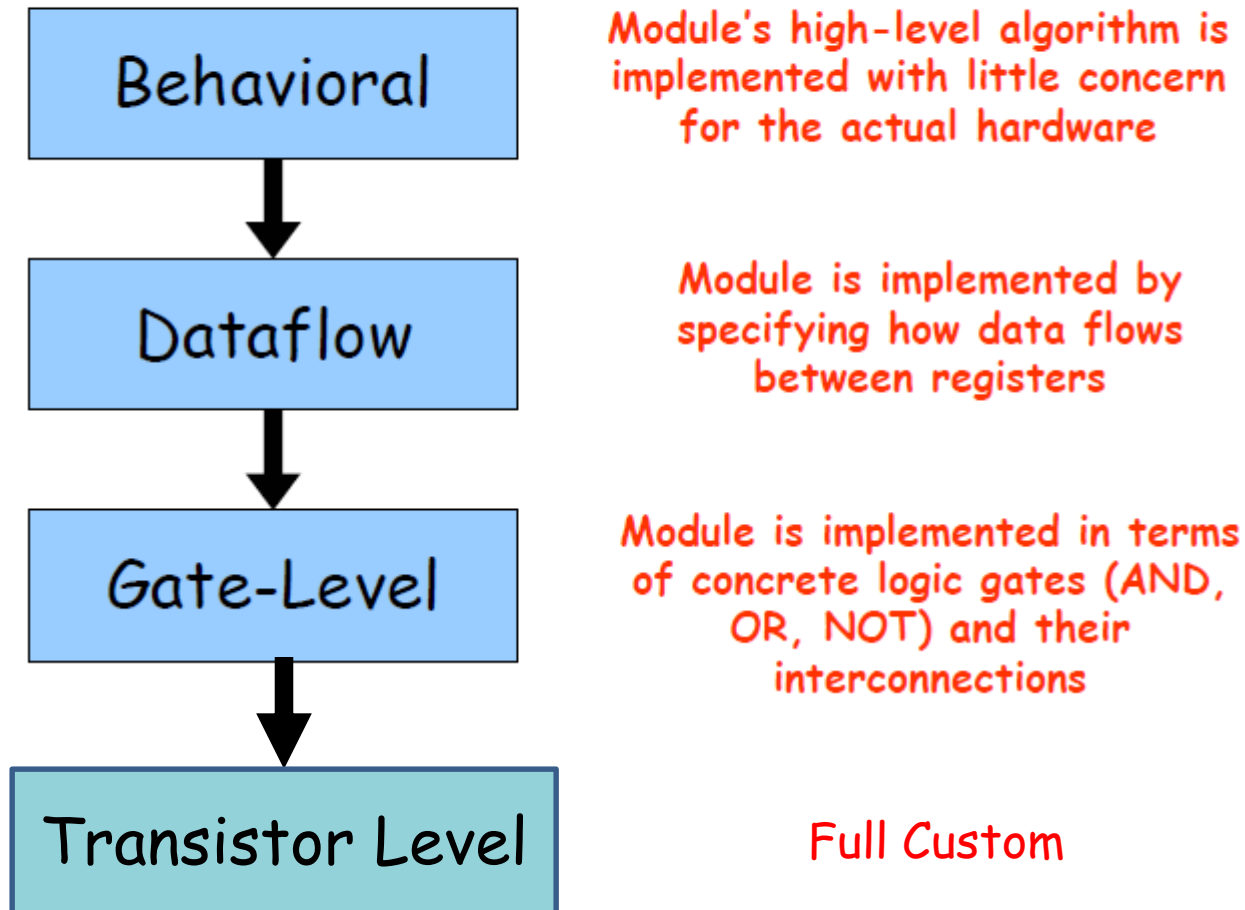 Behavioral
Module's high-level algorithm is
implemented with little concern
for the actual hardware
Dataflow
Module is implemented by
specifying how data flows
between registers
Gate-Level
Module is implemented in terms
of concrete logic gates (AND,
OR, NOT) and their
interconnections
Transistor Level
Full Custom